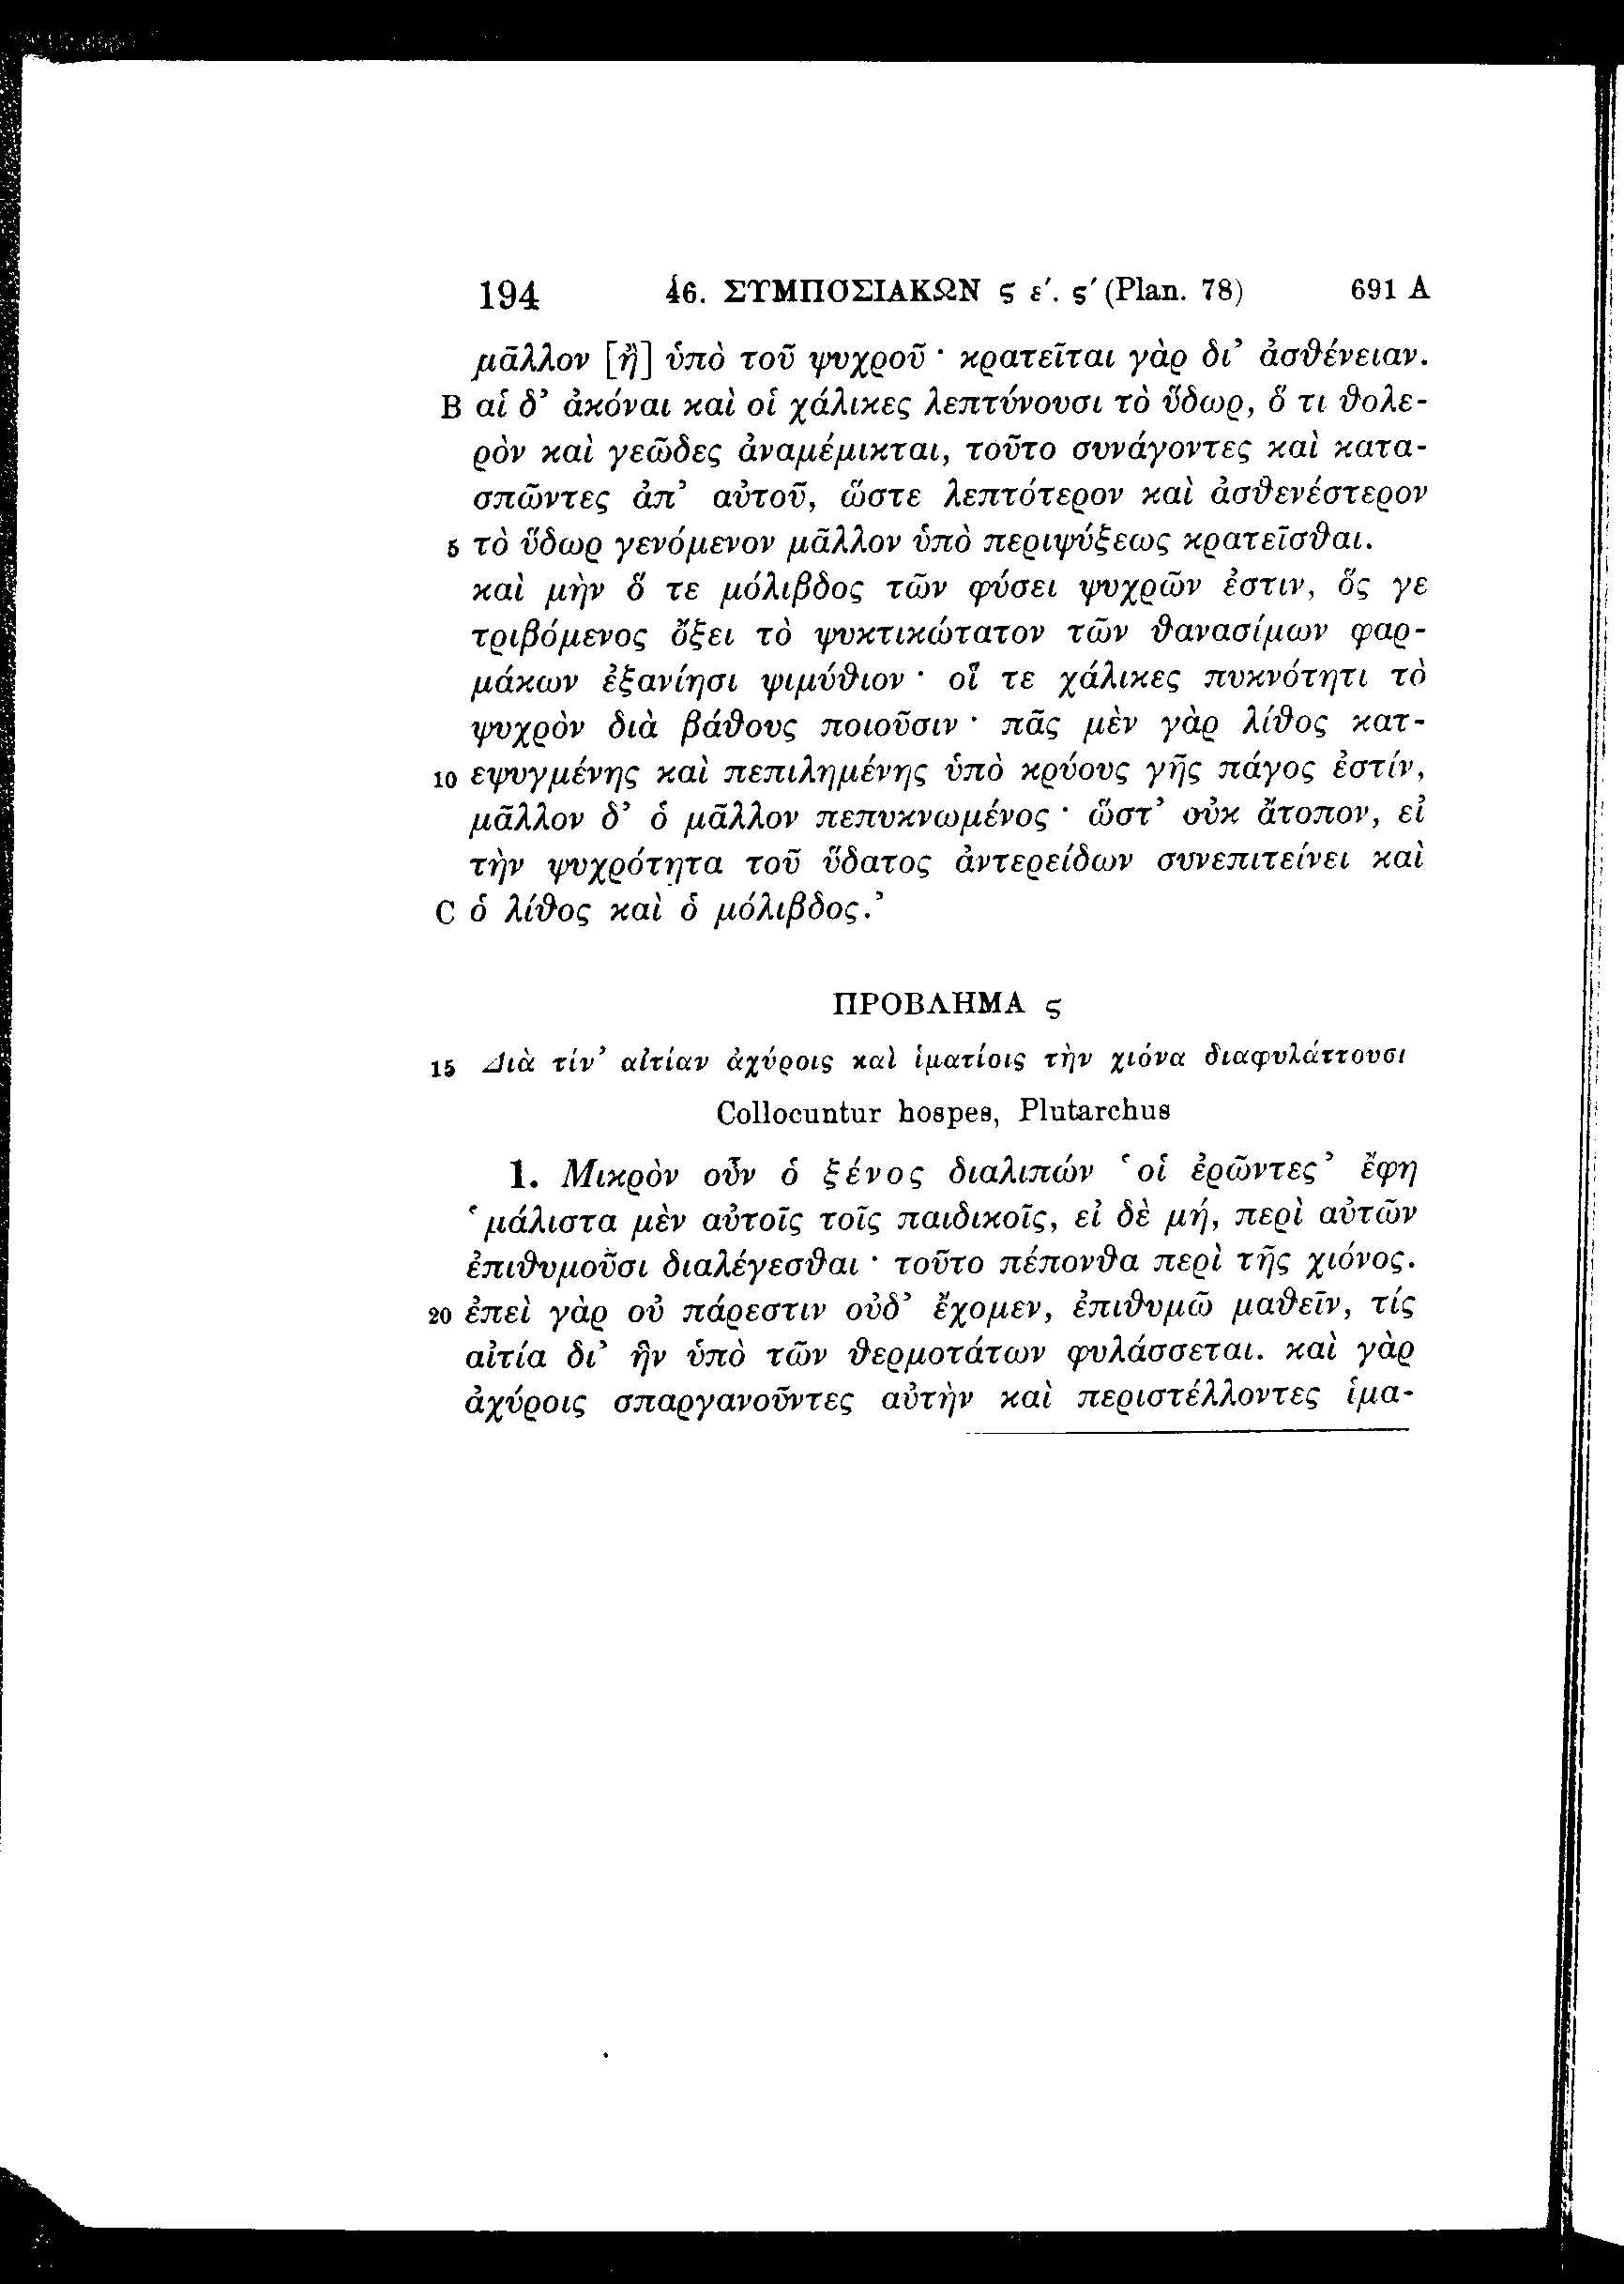 194 46. ΣΥΜΠΟΣΙΑΚΩΝ ς ε′. ς′ (Plan. 78) 691 A
μᾶλλον [ἢ] ὑπὸ τοῦ ψυχροῦ · κρατεῖται γὰρ δι’ ἀσθένειαν.
B αἱ δ’ ἀκόναι καὶ οἱ χάλικες λεπτύνουσι τὸ ὕδωρ, ὅ τι θολε-
ρὸν καὶ γεῶδες ἀναμέμικται, τοῦτο συνάγοντες καὶ κατα-
σπῶντες ἀπ’ αὐτοῦ, ὥστε λεπτότερον καὶ ἀσθενέστερον
5 τὸ ὕδωρ γενόμενον μᾶλλον ὑπὸ περιψύξεως κρατεῖσθαι.
καὶ μὴν ὅ τε μόλιβδος τῶν φύσει ψυχρῶν ἐστιν, ὅς γε
τριβόμενος ὄξει τὸ ψυκτικώτατον τῶν θανασίμων φαρ-
μάκων ἐξανίησι ψιμύθιον · οἵ τε χάλικες πυκνότητι τὸ
ψυχρὸν διὰ βάθους ποιοῦσιν · πᾶς μὲν γὰρ λίθος κατ-
10 εψυγμένης καὶ πεπιλημένης ὑπὸ κρύους γῆς πάγος ἐστίν,
μᾶλλον δ’ ὁ μᾶλλον πεπυκνωμένος · ὥστ’ οὐκ ἄτοπον, εἰ
τὴν ψυχρότητα τοῦ ὕδατος ἀντερείδων συνεπιτείνει καὶ
C ὁ λίθος καὶ ὁ μόλιβδος.’
ΠΡΟΒΛΗΜΑ ς
15 Διὰ τίν’ αἰτίαν ἀχύροις καὶ ἱματίοις τὴν χιόνα διαφυλάττουσι
Collocuntur hospes, Plutarchus
1. Μικρὸν οὖν ὁ ξένος διαλιπών ‘οἱ ἐρῶντες’ ἔφη
‘μάλιστα μὲν αὐτοῖς τοῖς παιδικοῖς, εἰ δὲ μή, περὶ αὐτῶν
ἐπιθυμοῦσι διαλέγεσθαι · τοῦτο πέπονθα περὶ τῆς χιόνος.
20 ἐπεὶ γὰρ οὐ πάρεστιν οὐδ’ ἔχομεν, ἐπιθυμῶ μαθεῖν, τίς
αἰτία δι’ ἣν ὑπὸ τῶν θερμοτάτων φυλάσσεται. καὶ γὰρ
ἀχύροις σπαργανοῦντες αὐτὴν καὶ περιστέλλοντες ἱμα-